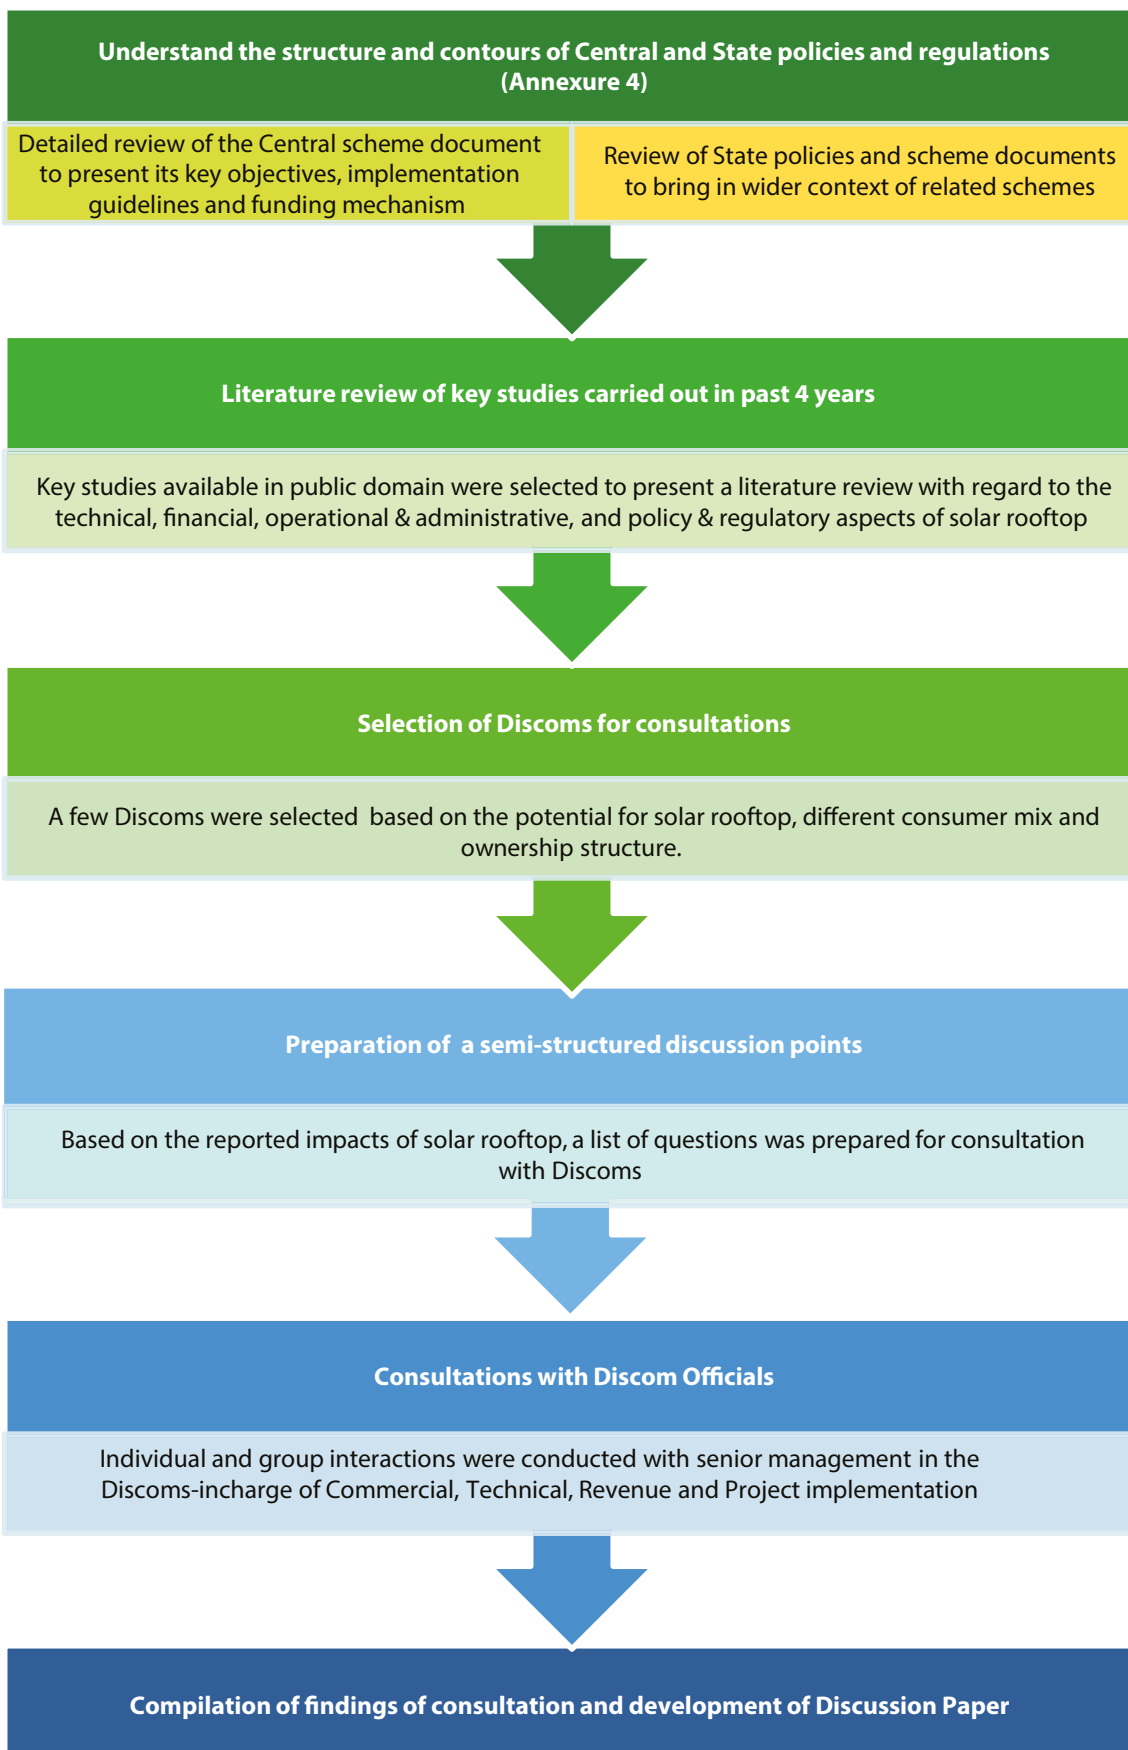 Understand the structure and contours of Central and State policies and regulations
(Annexure 4)
Detailed review of the Central scheme document
to present its key objectives, implementation
guidelines and funding mechanism
Review of State policies and scheme documents
to bring in wider context of related schemes
Literature review of key studies carried out in past 4 years
Key studies available in public domain were selected to present a literature review with regard to the
technical, financial, operational & administrative, and policy & regulatory aspects of solar rooftop
Selection of Discoms for consultations
A few Discoms were selected based on the potential for solar rooftop, different consumer mix and
ownership structure.
Preparation of a semi-structured discussion points
Based on the reported impacts of solar rooftop, a list of questions was prepared for consultation
with Discoms
Consultations with Discom Officials
Individual and group interactions were conducted with senior management in the
Discoms-incharge of Commercial, Technical, Revenue and Project implementation
Compilation of findings of consultation and development of Discussion Paper